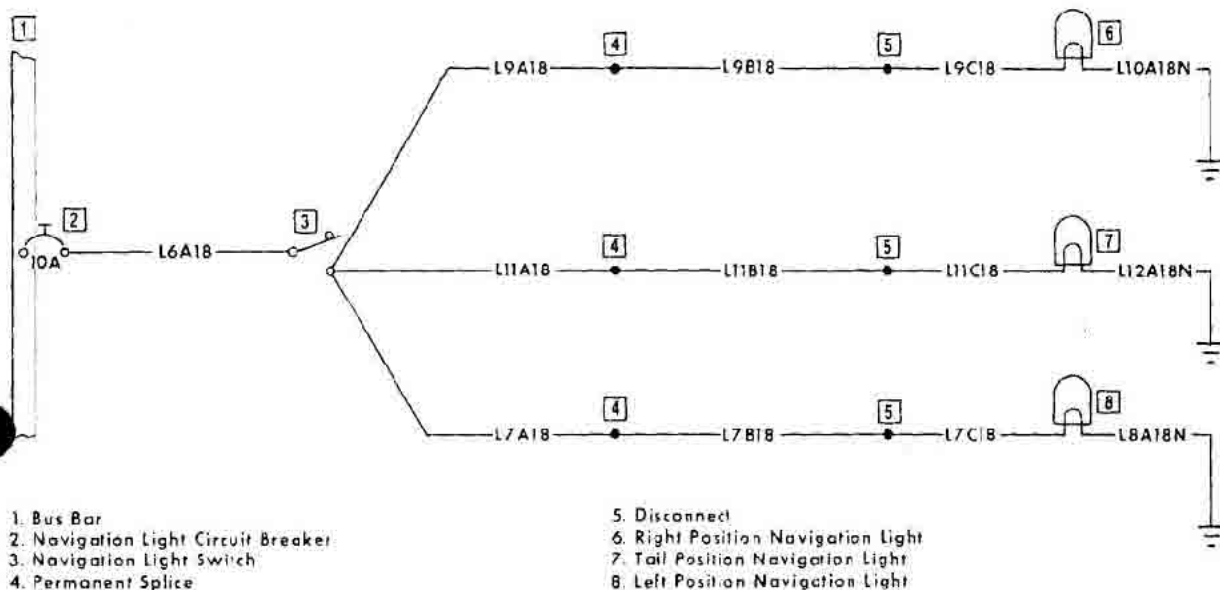 1
4
5
6
L9A18
L9B18
L9C18
L10A18N
2
3
4
5
7
10A
L6A18
L11A18
L11B18
L11C18
L12A18N
4
5
8
L7A18
L7B18
L7C18
L8A18N
1. Bus Bar
2. Navigation Light Circuit Breaker
3. Navigation Light Switch
4. Permanent Splice
5. Disconnect
6. Right Position Navigation Light
7. Tail Position Navigation Light
8. Left Position Navigation Light